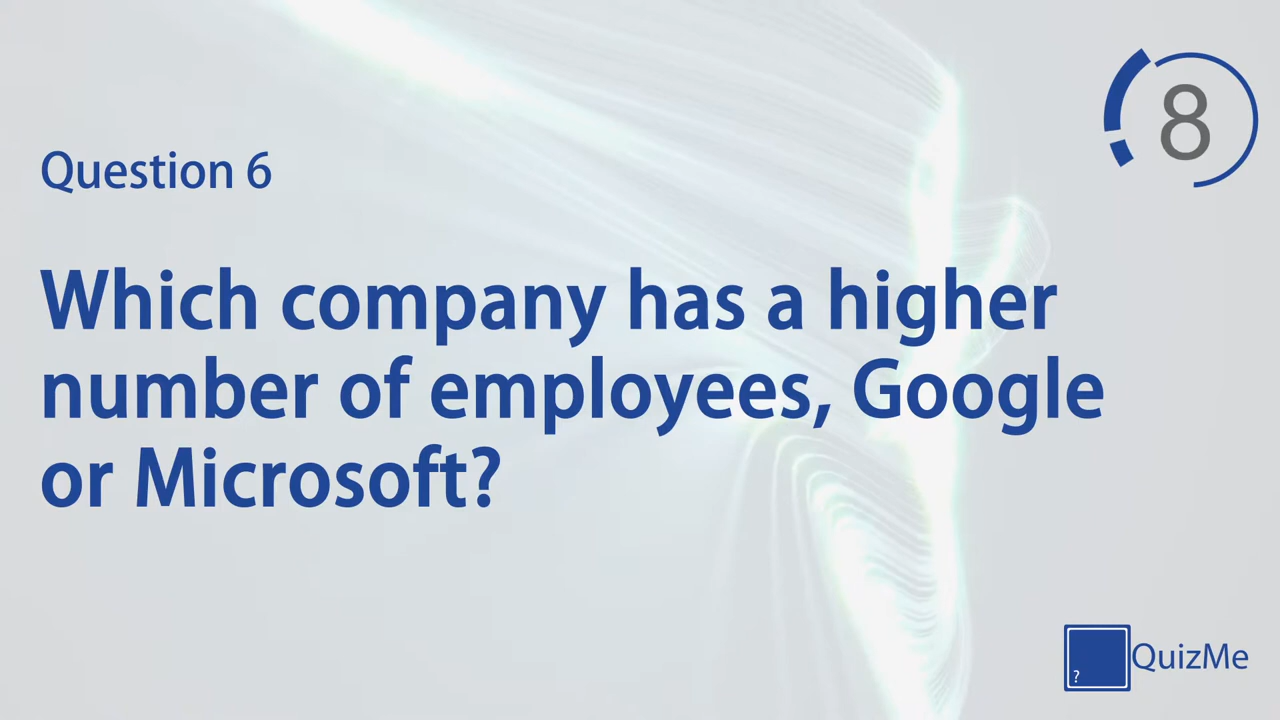 8
Question 6
Which company has a higher
number of employees, Google
or Microsoft?
?
QuizMe